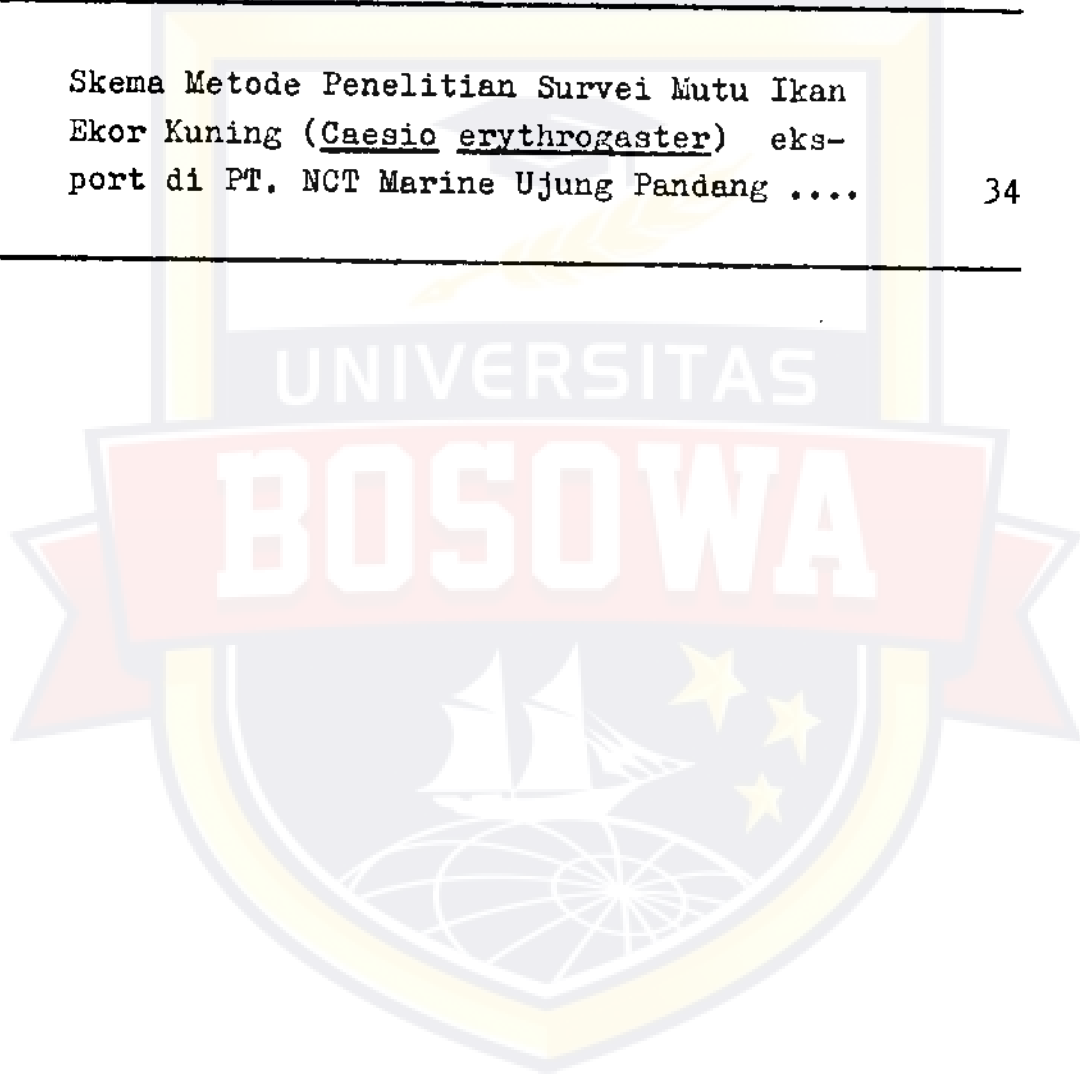 Skema Metode Penelitian Survei Mutu Ikan
Ekor Kuning (Caesio erythrogaster) eks-
port di PT. NCT Marine Ujung Pandang .... 34
UNIVERSITAS
BOSOWA